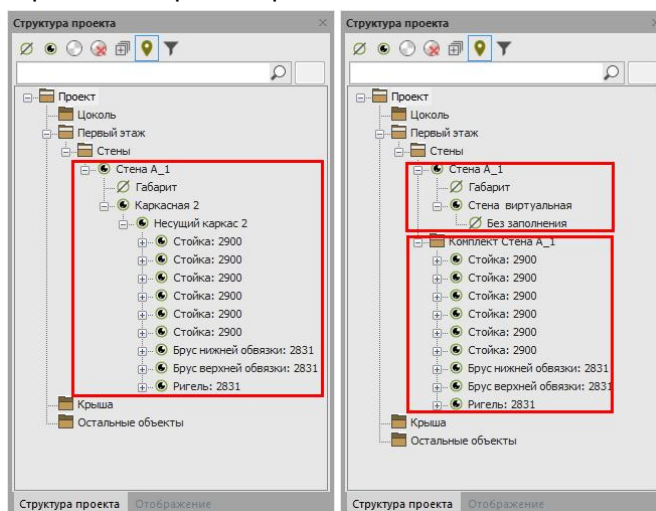 Структура проекта
Проект
Цоколь
Первый этаж
Стены
Стена А_1
Габарит
Каркасная 2
Несущий каркас 2
Стойка: 2900
Стойка: 2900
Стойка: 2900
Стойка: 2900
Стойка: 2900
Стойка: 2900
Брус нижней обвязки: 2831
Брус верхней обвязки: 2831
Ригель: 2831
Крыша
Остальные объекты
Структура проекта Отображение
Структура проекта
Проект
Цоколь
Первый этаж
Стены
Стена А_1
Габарит
Стена виртуальная
Без заполнения
Комплект Стена А_1
Стойка: 2900
Стойка: 2900
Стойка: 2900
Стойка: 2900
Стойка: 2900
Стойка: 2900
Брус нижней обвязки: 2831
Брус верхней обвязки: 2831
Ригель: 2831
Крыша
Остальные объекты
Структура проекта Отображение